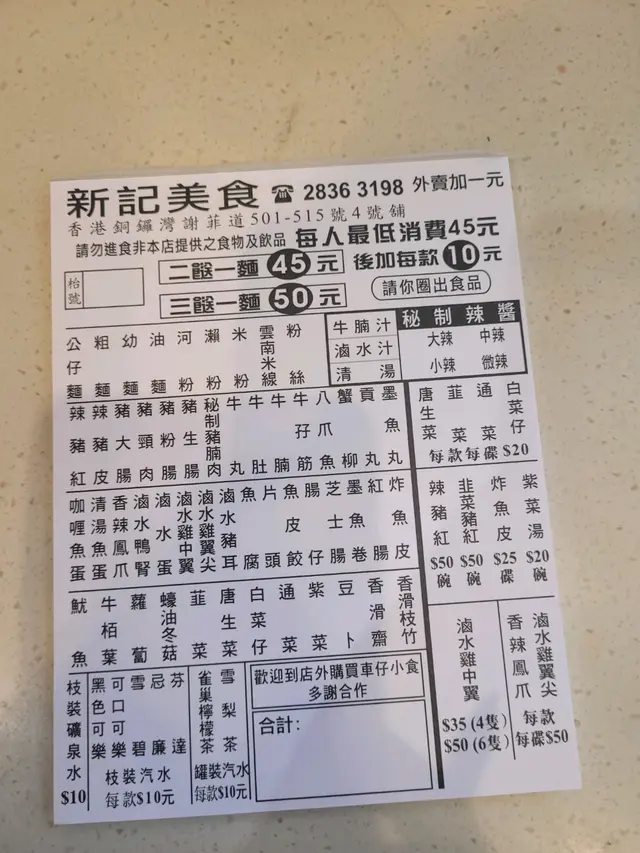 新記美食 ☎ 2836 3198 外賣加一元
香港銅鑼灣謝菲道501-515號4號舖
請勿進食非本店提供之食物及飲品 每人最低消費45元
枱號
二餸一麵 45 元 後加每款 10 元
三餸一麵 50 元 請你圈出食品
公仔麵
粗麵
幼麵
油麵
河粉
瀨粉
米粉
雲南米線
粉絲
牛腩汁
滷水汁
清湯
秘制辣醬
大辣 中辣
小辣 微辣
辣豬紅
辣豬皮
豬大腸
豬頸肉
豬粉腸
豬生腸
秘制豬腩肉
牛丸
牛肚
牛腩
牛孖筋
八爪魚
蟹柳
貢丸
墨魚丸
唐生菜
韮菜
通菜
白菜仔
每款每碟$20
咖喱魚蛋
清湯魚蛋
香辣鳳爪
滷水鴨腎
滷水蛋
滷水雞中翼
滷水雞翼尖
滷水豬耳
魚腐
片頭
魚皮餃
腸仔
芝士腸
墨魚卷
紅腸
炸魚皮
辣豬紅 $50碗
韭菜豬紅 $50碗
炸魚皮 $25碟
紫菜湯 $20碗
魷魚
牛栢葉
蘿蔔
蠔油冬菇
韮菜
唐生菜
白菜仔
通菜
紫菜
豆卜
香滑齋
香滑枝竹
滷水雞中翼
$35 (4隻)
$50 (6隻)
香辣鳳爪
滷水雞翼尖
每款
每碟$50
枝裝礦泉水
$10
黑色可樂
可口可樂
雪碧
忌廉
芬達
枝裝汽水
每款$10元
雀巢檸檬茶
雪梨茶
罐裝汽水
每款$10元
歡迎到店外購買車仔小食
多謝合作
合計: